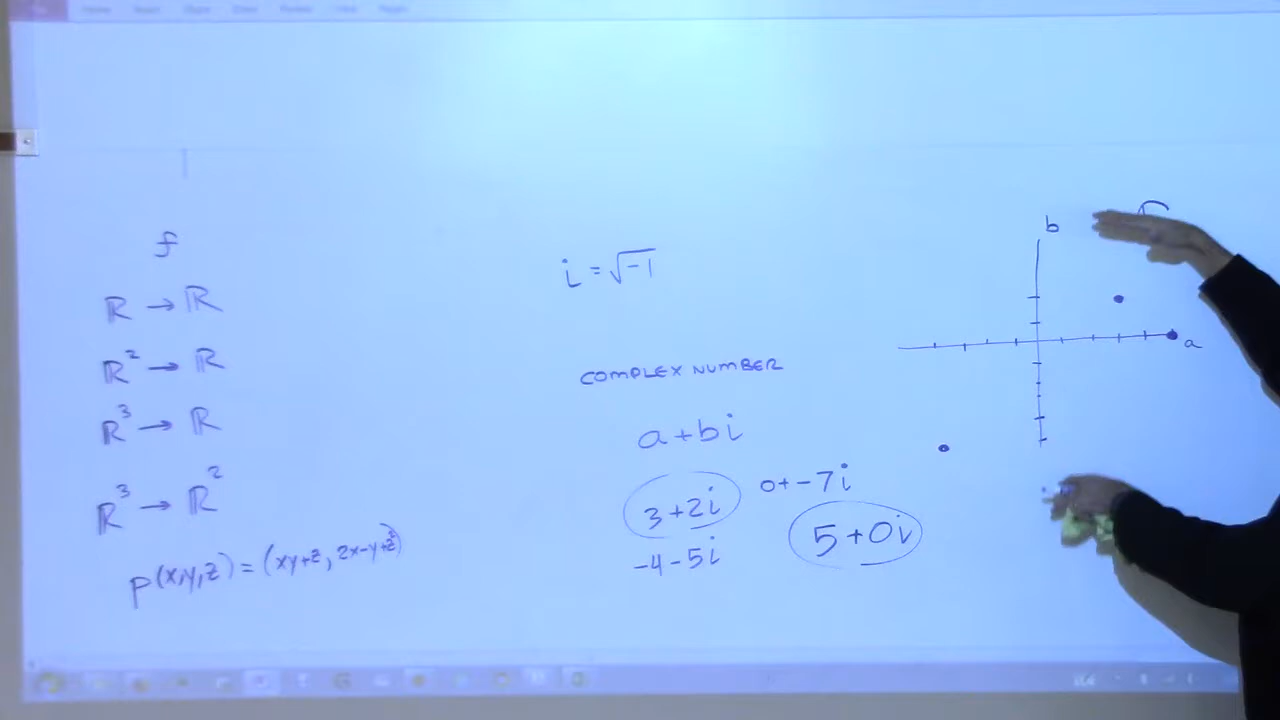 f
ℝ → ℝ
ℝ² → ℝ
ℝ³ → ℝ
ℝ³ → ℝ²
p(x,y,z) = (xy+z, 2x-y+z²)
i = √-1
COMPLEX NUMBER
a+bi
3+2i
0+-7i
-4-5i
5+0i
b
a